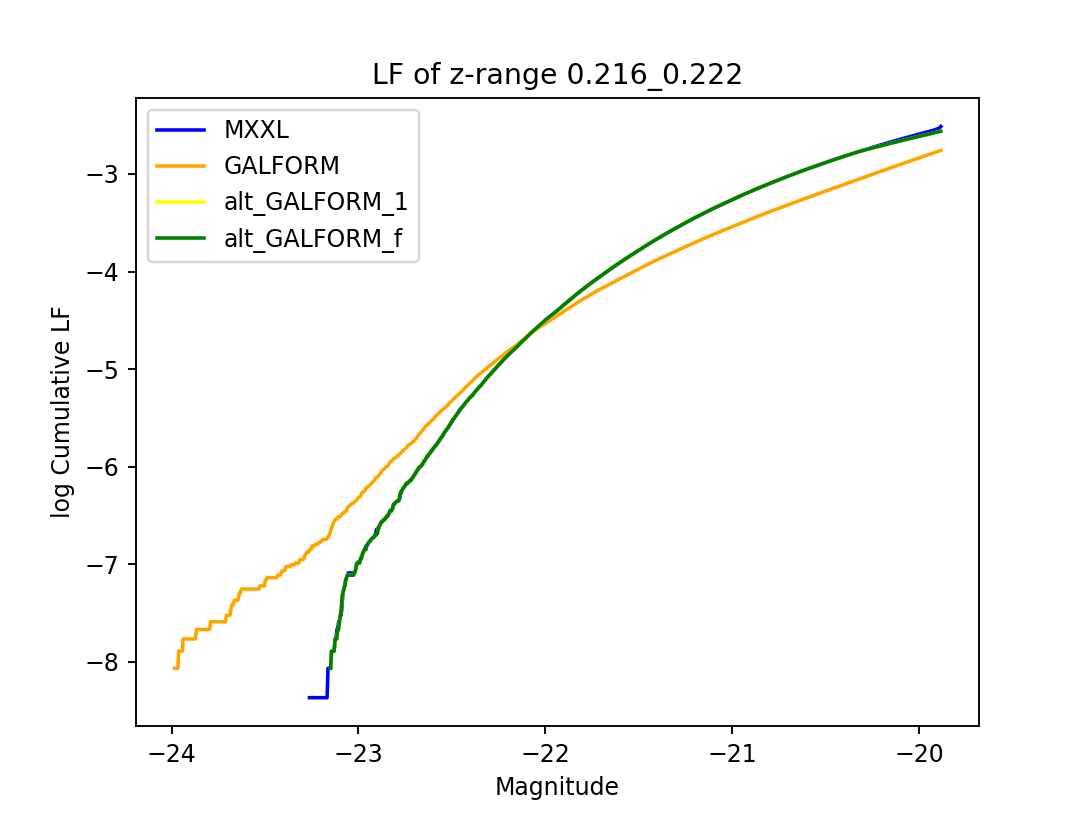 LF of z-range 0.216_0.222
MXXL
GALFORM
alt_GALFORM_1
alt_GALFORM_f
−3
−4
−5
−6
−7
−8
log Cumulative LF
−24
−23
−22
−21
−20
Magnitude